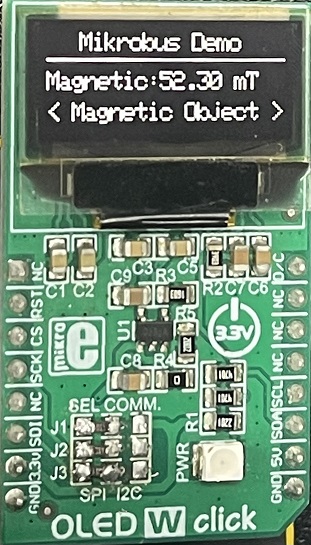 Mikrobus Demo
Magnetic:52.30 mT
< Magnetic Object >
C3 C5
C9 R3
C1 C2
R2 C7 C6
NC
RST
CS
SCK
NC
SDI
3.3V
GND
D/C
NC
NC
NC
SCL
SDA
5V
GND
U1
R5
mikro
e
3.3V
C8 R4
0
SEL COMM.
J1
J2
J3
SPI I2C
R1
PWR
OLED W click